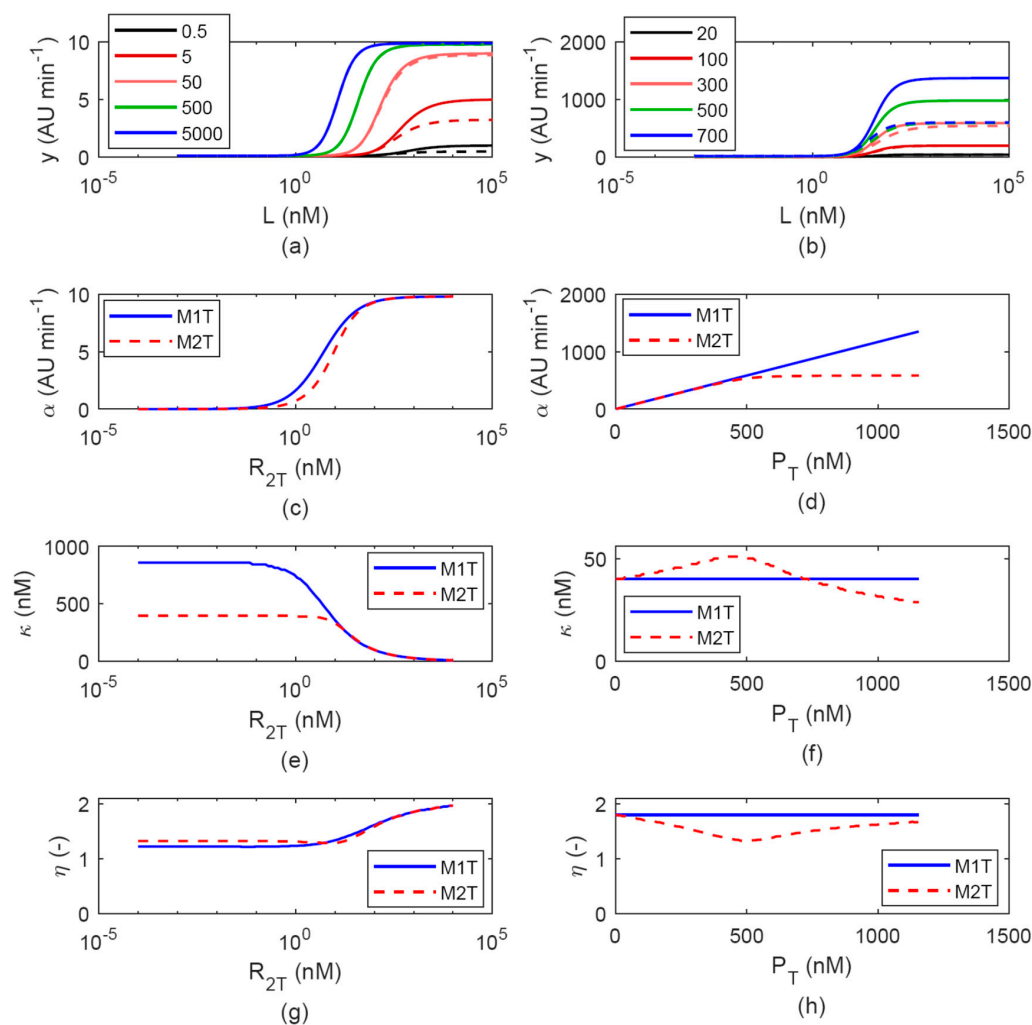 10
5
0
y (AU min⁻¹)
0.5
5
50
500
5000
10⁻⁵
10⁰
10⁵
L (nM)
(a)
2000
1000
0
y (AU min⁻¹)
20
100
300
500
700
10⁻⁵
10⁰
10⁵
L (nM)
(b)
10
5
0
α (AU min⁻¹)
M1T
M2T
10⁻⁵
10⁰
10⁵
R₂T (nM)
(c)
2000
1000
0
α (AU min⁻¹)
M1T
M2T
0
500
1000
1500
P_T (nM)
(d)
1000
500
0
κ (nM)
M1T
M2T
10⁻⁵
10⁰
10⁵
R₂T (nM)
(e)
50
0
κ (nM)
M1T
M2T
0
500
1000
1500
P_T (nM)
(f)
2
1
0
η (-)
M1T
M2T
10⁻⁵
10⁰
10⁵
R₂T (nM)
(g)
2
1
0
η (-)
M1T
M2T
0
500
1000
1500
P_T (nM)
(h)